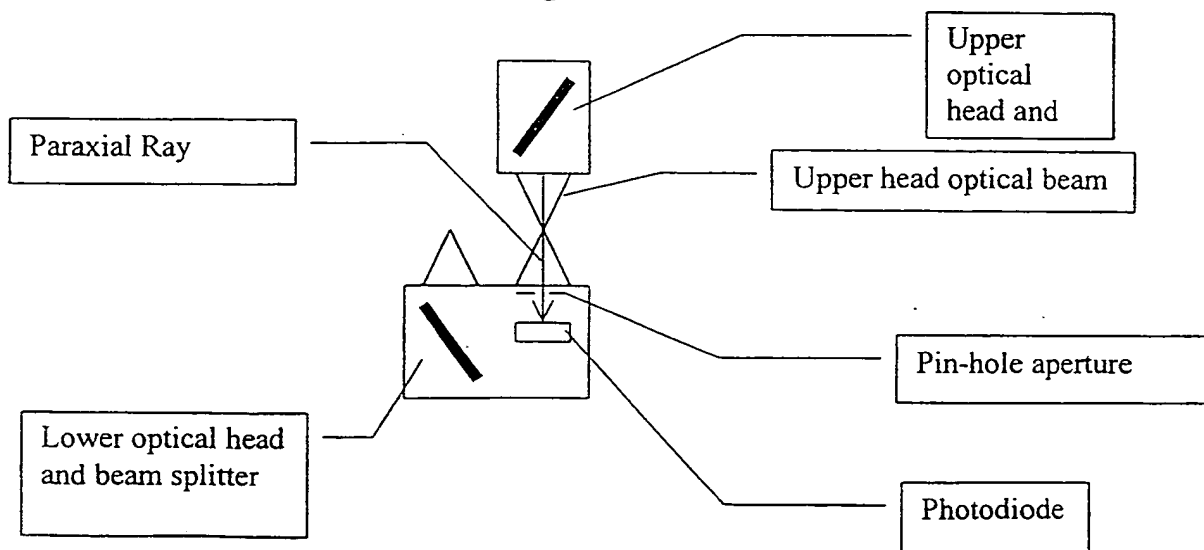 Upper
optical
head and
Paraxial Ray
Upper head optical beam
Pin-hole aperture
Lower optical head
and beam splitter
Photodiode